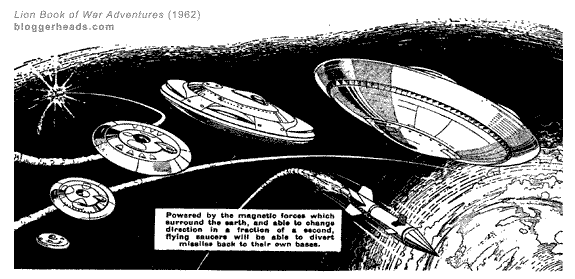 Lion Book of War Adventures (1962)
bloggerheads.com
Powered by the magnetic forces which
surround the earth, and able to change
direction in a fraction of a second,
flying saucers will be able to divert
missiles back to their own bases.